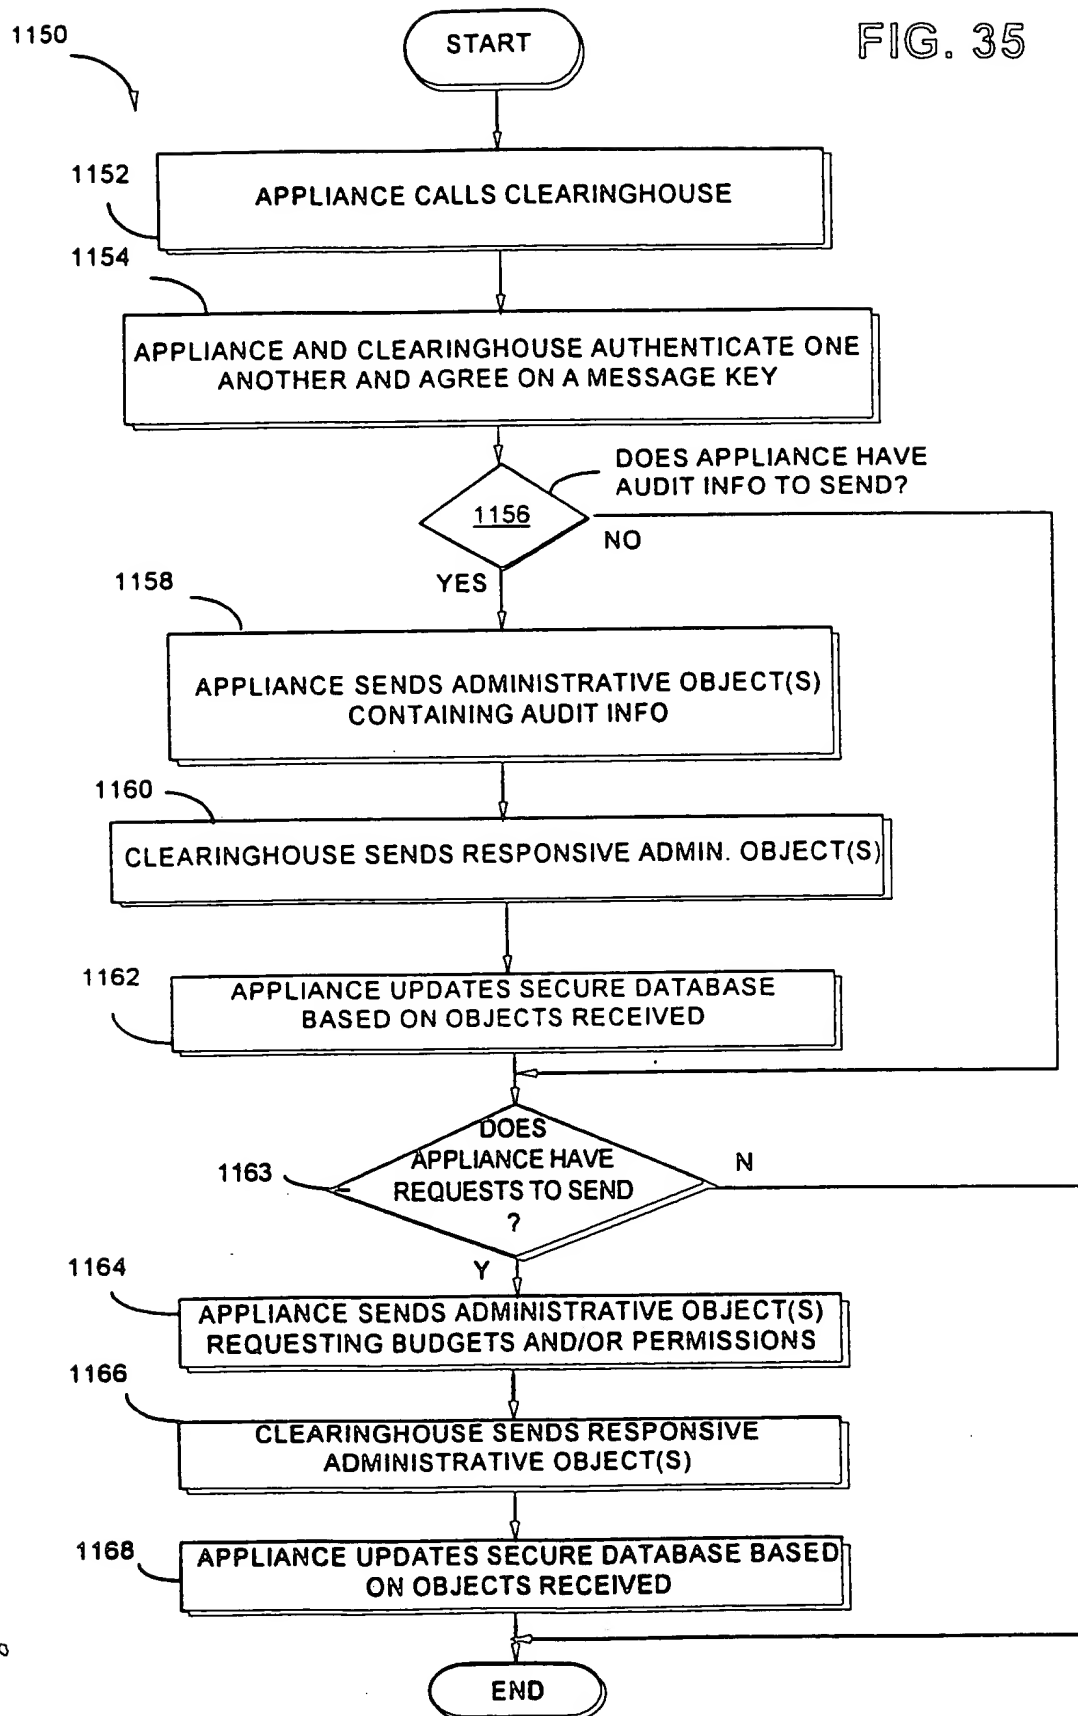 1150
START
FIG. 35
1152
APPLIANCE CALLS CLEARINGHOUSE
1154
APPLIANCE AND CLEARINGHOUSE AUTHENTICATE ONE
ANOTHER AND AGREE ON A MESSAGE KEY
DOES APPLIANCE HAVE
AUDIT INFO TO SEND?
1156
NO
YES
1158
APPLIANCE SENDS ADMINISTRATIVE OBJECT(S)
CONTAINING AUDIT INFO
1160
CLEARINGHOUSE SENDS RESPONSIVE ADMIN. OBJECT(S)
1162
APPLIANCE UPDATES SECURE DATABASE
BASED ON OBJECTS RECEIVED
DOES
APPLIANCE HAVE
REQUESTS TO SEND
?
1163
N
Y
1164
APPLIANCE SENDS ADMINISTRATIVE OBJECT(S)
REQUESTING BUDGETS AND/OR PERMISSIONS
1166
CLEARINGHOUSE SENDS RESPONSIVE
ADMINISTRATIVE OBJECT(S)
1168
APPLIANCE UPDATES SECURE DATABASE BASED
ON OBJECTS RECEIVED
END